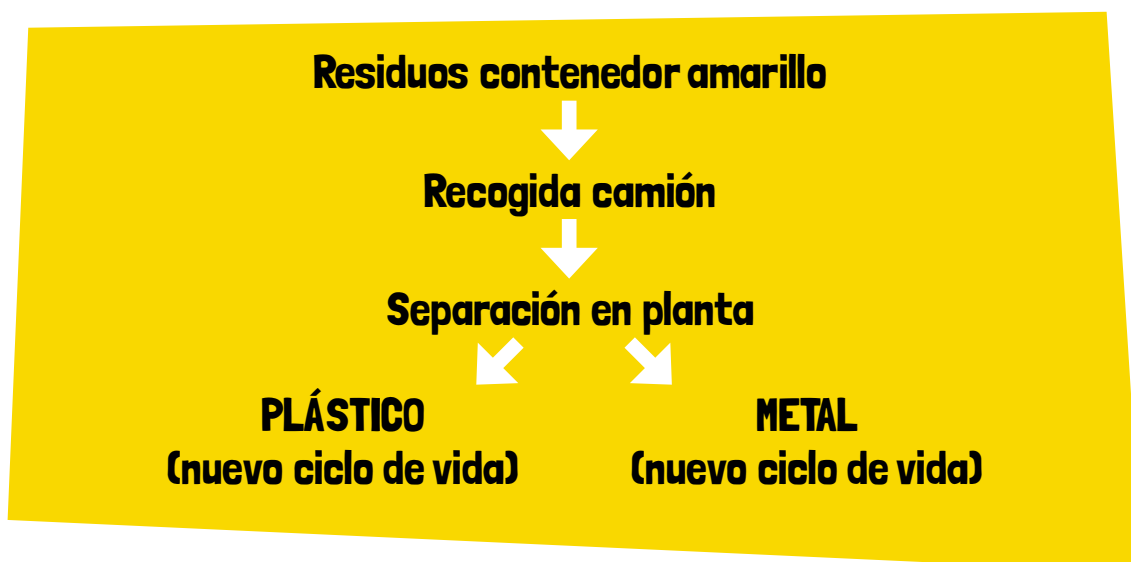 Residuos contenedor amarillo
Recogida camión
Separación en planta
PLÁSTICO
(nuevo ciclo de vida)
METAL
(nuevo ciclo de vida)